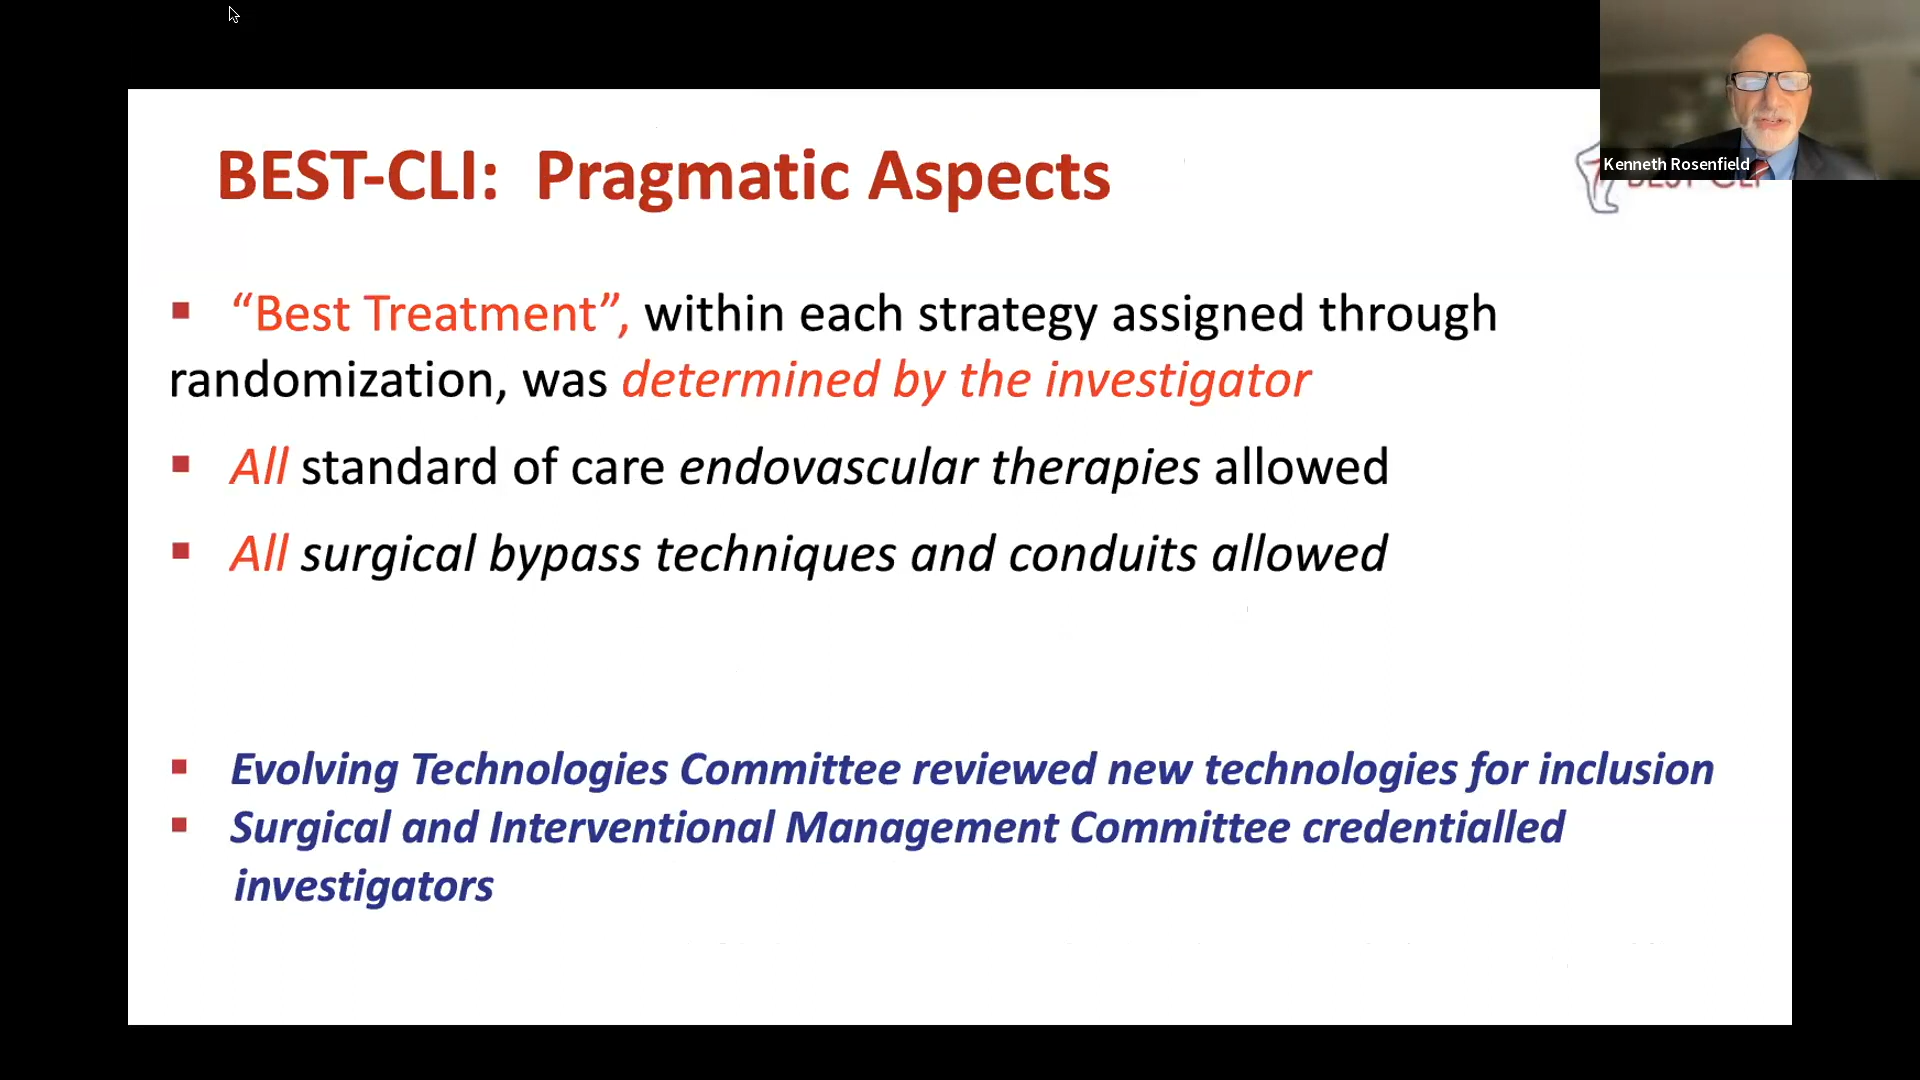 BEST-CLI: Pragmatic Aspects
Kenneth Rosenfield
▪ “Best Treatment”, within each strategy assigned through
randomization, was determined by the investigator
▪ All standard of care endovascular therapies allowed
▪ All surgical bypass techniques and conduits allowed
▪ Evolving Technologies Committee reviewed new technologies for inclusion
▪ Surgical and Interventional Management Committee credentialled
investigators